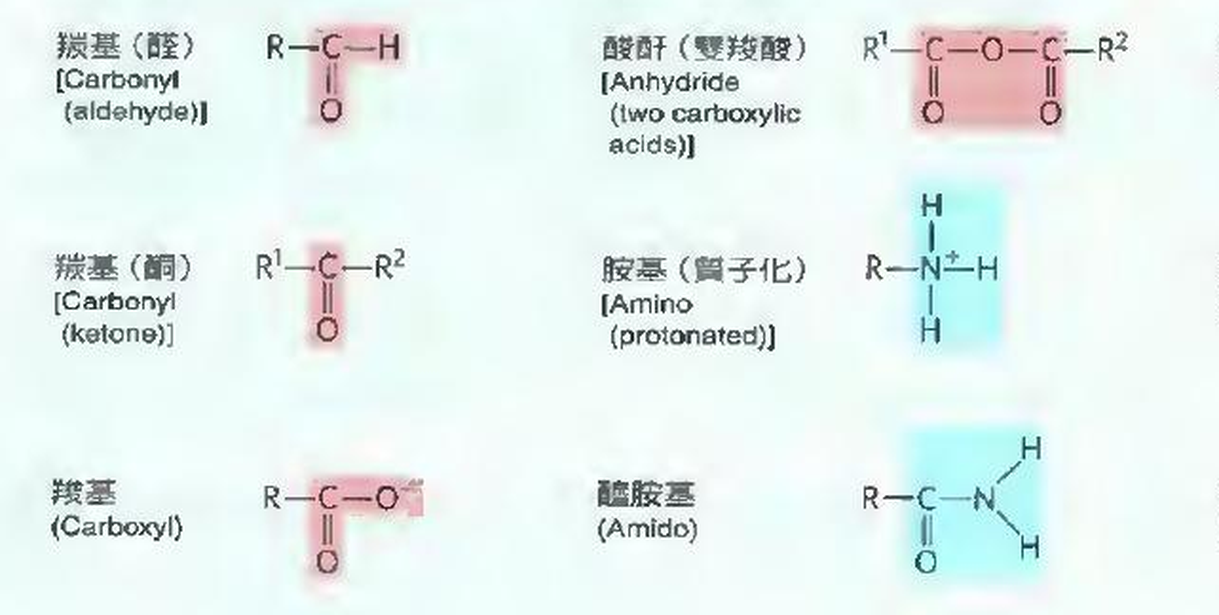 羰基（醛）
[Carbonyl
(aldehyde)]
R—C—H
O
酸酐（雙羧酸）
[Anhydride
(two carboxylic
acids)]
R¹—C—O—C—R²
O O
羰基（酮）
[Carbonyl
(ketone)]
R¹—C—R²
O
胺基（質子化）
[Amino
(protonated)]
H
R—N⁺—H
H
羧基
(Carboxyl)
R—C—O⁻
O
醯胺基
(Amido)
H
R—C—N
H
O